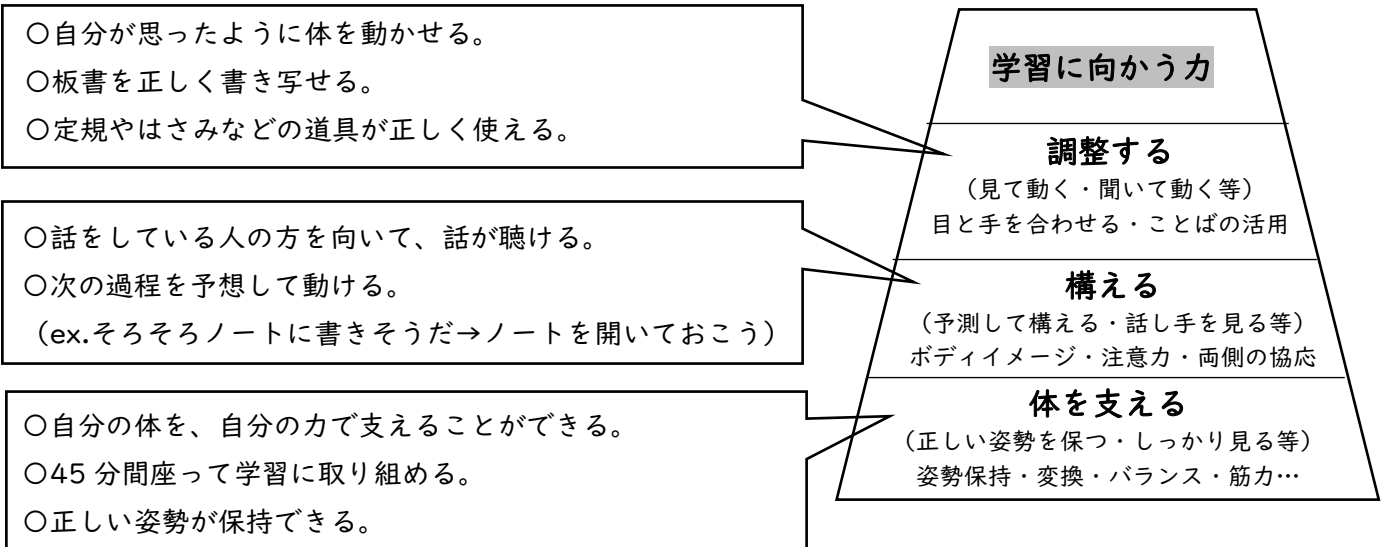 〇自分が思ったように体を動かせる。
〇板書を正しく書き写せる。
〇定規やはさみなどの道具が正しく使える。
〇話をしている人の方を向いて、話が聴ける。
〇次の過程を予想して動ける。
（ex.そろそろノートに書きそうだ→ノートを開いておこう）
〇自分の体を、自分の力で支えることができる。
〇45分間座って学習に取り組める。
〇正しい姿勢が保持できる。
学習に向かう力
調整する
（見て動く・聞いて動く等）
目と手を合わせる・ことばの活用
構える
（予測して構える・話し手を見る等）
ボディイメージ・注意力・両側の協応
体を支える
（正しい姿勢を保つ・しっかり見る等）
姿勢保持・変換・バランス・筋力…